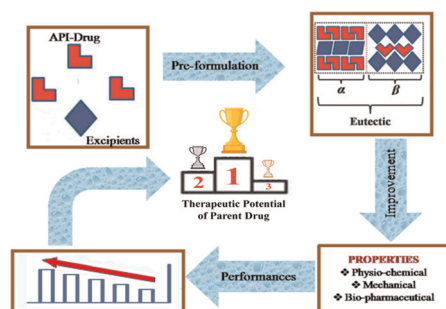 API-Drug
Excipients
Pre-formulation
α
β
Eutectic
Improvement
PROPERTIES
❖ Physio-chemical
❖ Mechanical
❖ Bio-pharmaceutical
Performances
2 1 3
Therapeutic Potential
of Parent Drug